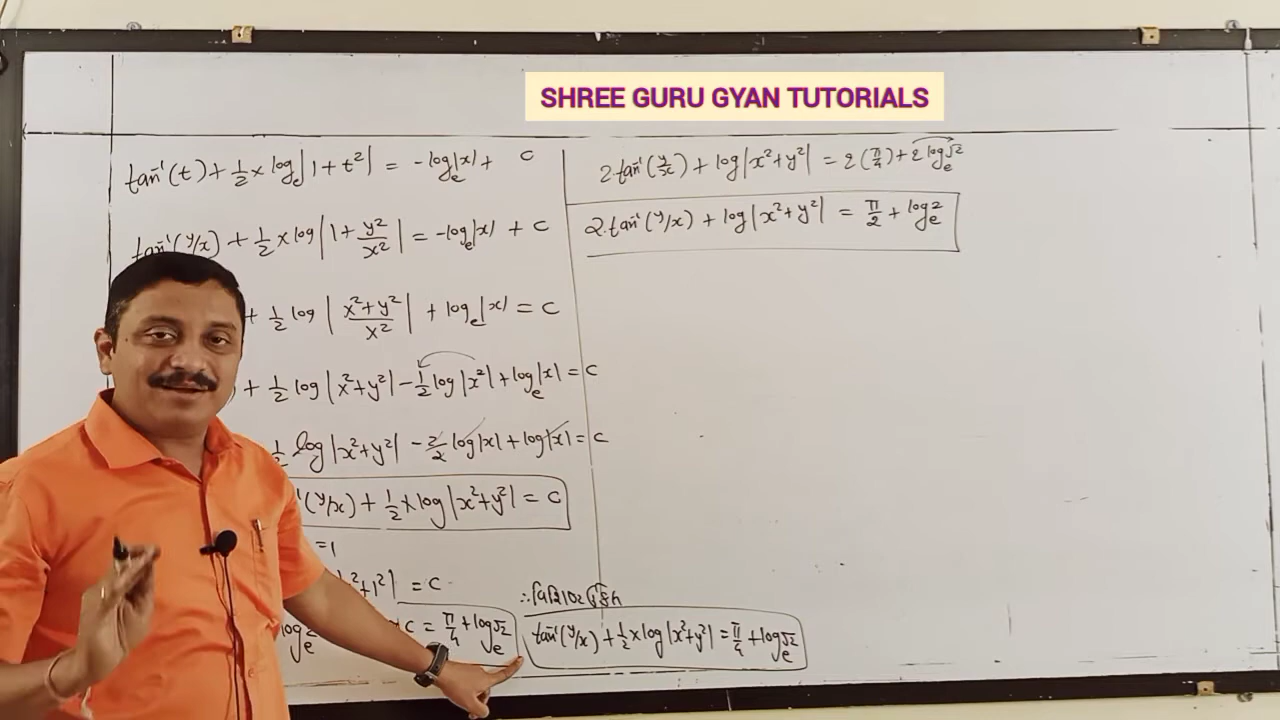 SHREE GURU GYAN TUTORIALS
tan⁻¹(t) + 1/2 × logₑ|1+t²| = -logₑ|x| + C
tan⁻¹(y/x) + 1/2 × log|1 + y²/x²| = -logₑ|x| + C
+ 1/2 log|(x²+y²)/x²| + logₑ|x| = C
+ 1/2 log|x²+y²| - 1/2 log|x²| + logₑ|x| = C
1/2 log|x²+y²| - 2/2 log|x| + log|x| = C
(y/x) + 1/2 × log|x²+y²| = C
=1
²+1²| = C
logₑ2
C = π/4 + logₑ√2
2 tan⁻¹(y/x) + log|x²+y²| = 2(π/4) + 2 logₑ√2
2 tan⁻¹(y/x) + log|x²+y²| = π/2 + logₑ2
tan⁻¹(y/x) + 1/2 × log|x²+y²| = π/4 + logₑ√2